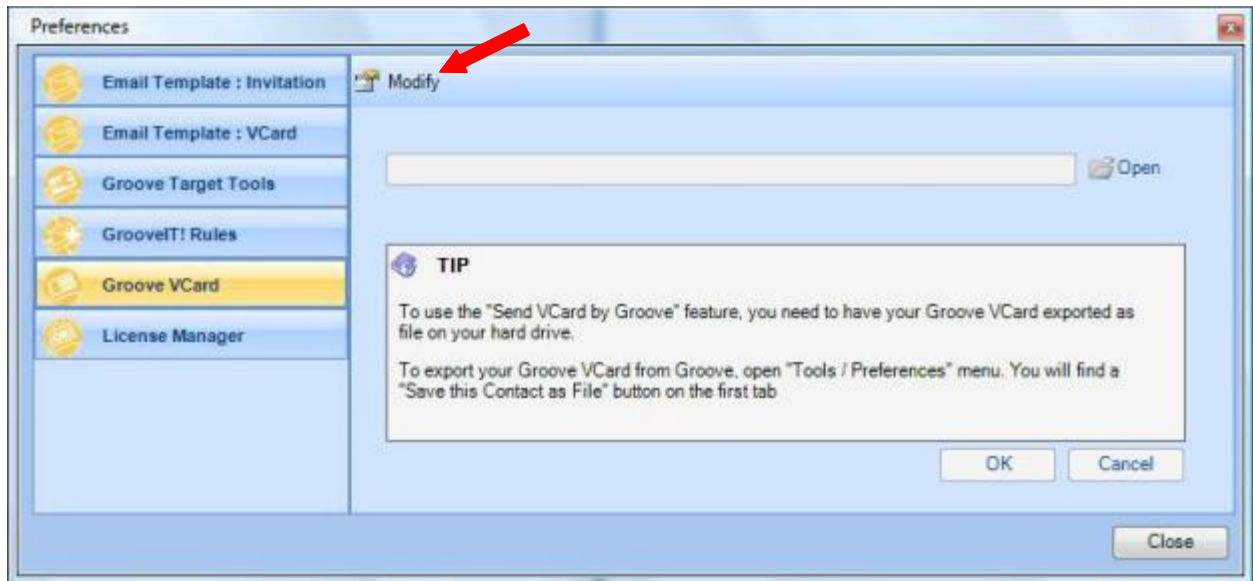 Preferences
Email Template : Invitation
Email Template : VCard
Groove Target Tools
GrooveIT! Rules
Groove VCard
License Manager
Modify
Open
TIP
To use the "Send VCard by Groove" feature, you need to have your Groove VCard exported as
file on your hard drive.
To export your Groove VCard from Groove, open "Tools / Preferences" menu. You will find a
"Save this Contact as File" button on the first tab
OK
Cancel
Close